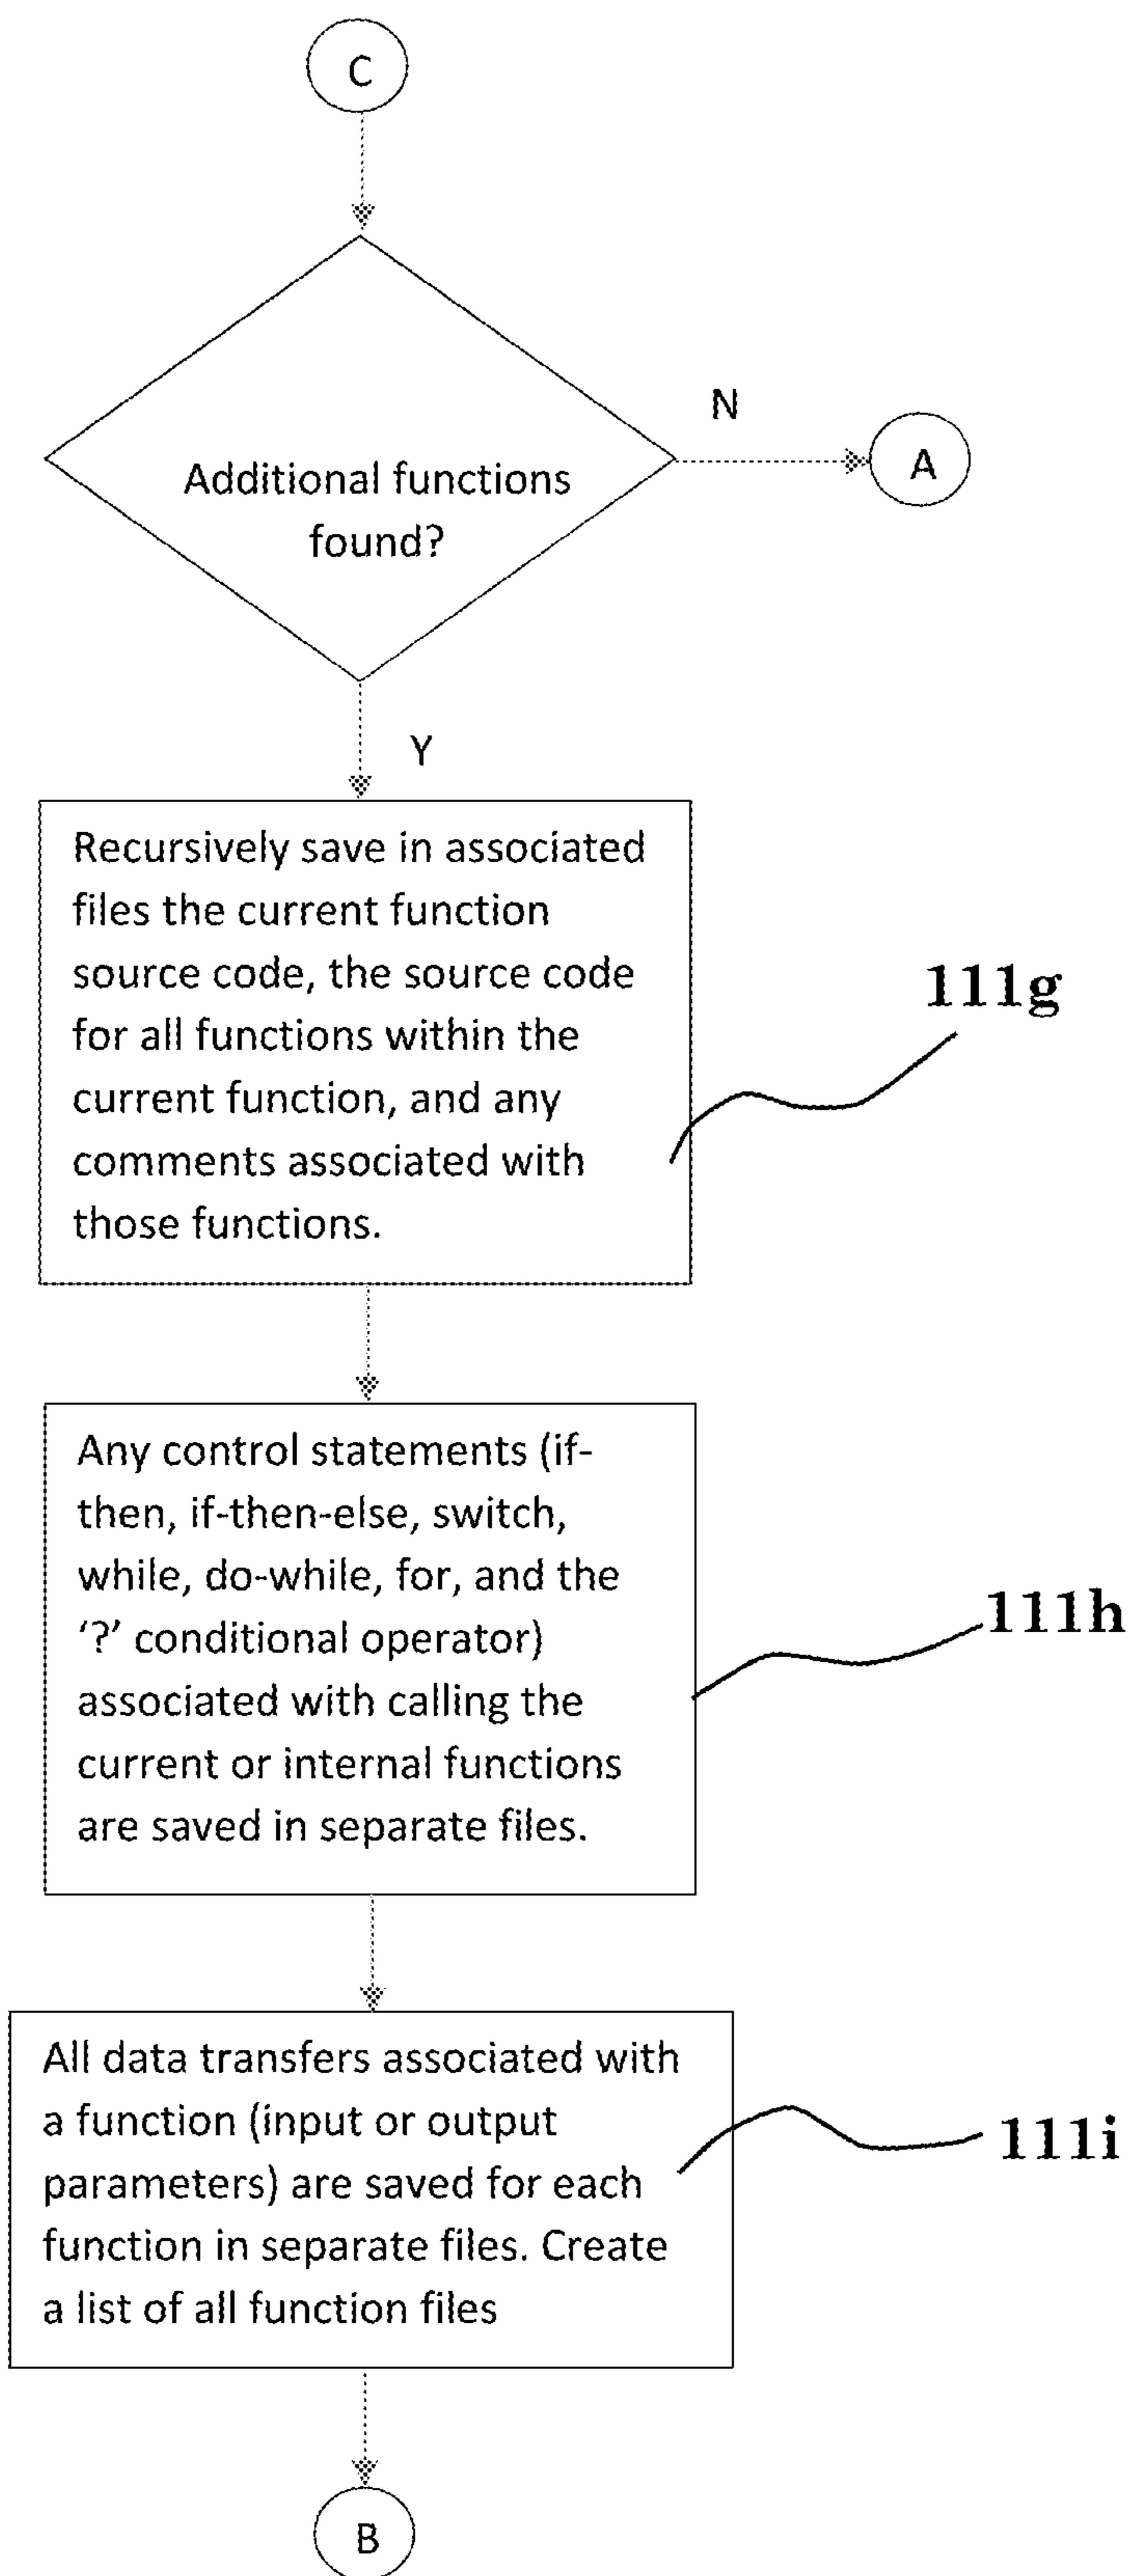 C
N
A
Additional functions
found?
Y
Recursively save in associated
files the current function
source code, the source code
for all functions within the
current function, and any
comments associated with
those functions.
111g
Any control statements (if-
then, if-then-else, switch,
while, do-while, for, and the
‘?’ conditional operator)
associated with calling the
current or internal functions
are saved in separate files.
111h
All data transfers associated with
a function (input or output
parameters) are saved for each
function in separate files. Create
a list of all function files
111i
B